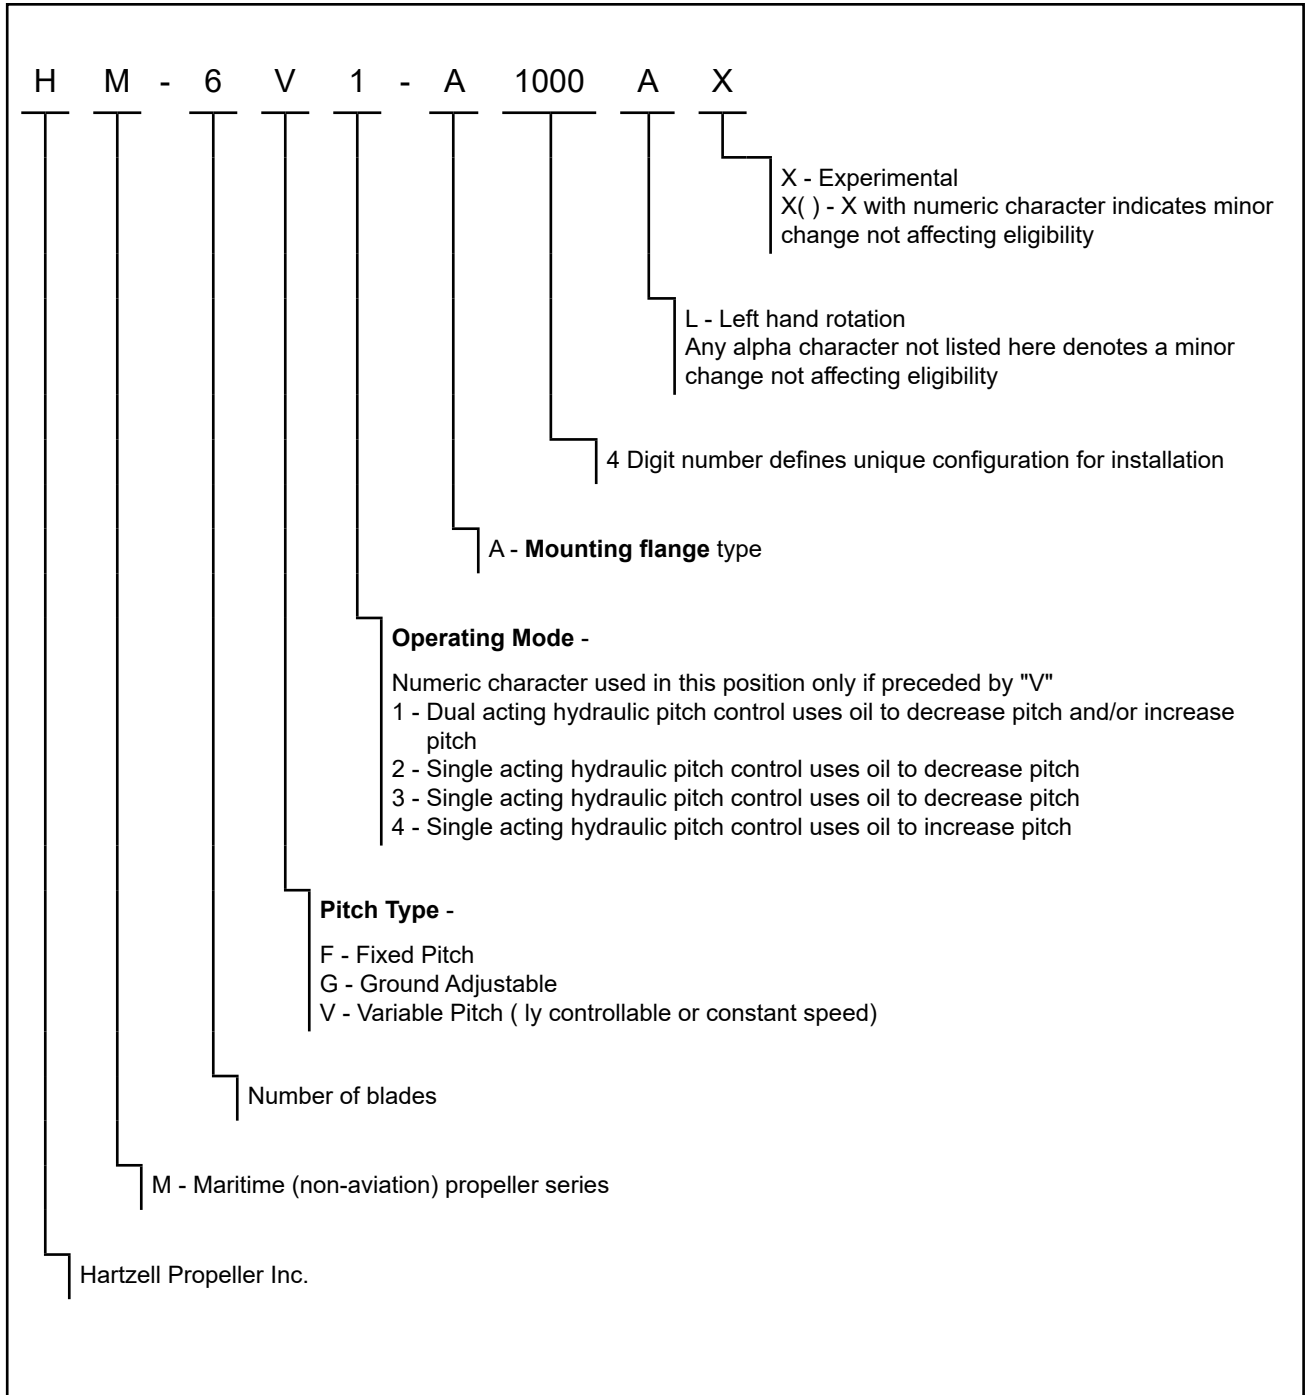 H M - 6 V 1 - A 1000 A X
X - Experimental
X( ) - X with numeric character indicates minor
change not affecting eligibility
L - Left hand rotation
Any alpha character not listed here denotes a minor
change not affecting eligibility
4 Digit number defines unique configuration for installation
A - Mounting flange type
Operating Mode -
Numeric character used in this position only if preceded by "V"
1 - Dual acting hydraulic pitch control uses oil to decrease pitch and/or increase
pitch
2 - Single acting hydraulic pitch control uses oil to decrease pitch
3 - Single acting hydraulic pitch control uses oil to decrease pitch
4 - Single acting hydraulic pitch control uses oil to increase pitch
Pitch Type -
F - Fixed Pitch
G - Ground Adjustable
V - Variable Pitch ( ly controllable or constant speed)
Number of blades
M - Maritime (non-aviation) propeller series
Hartzell Propeller Inc.